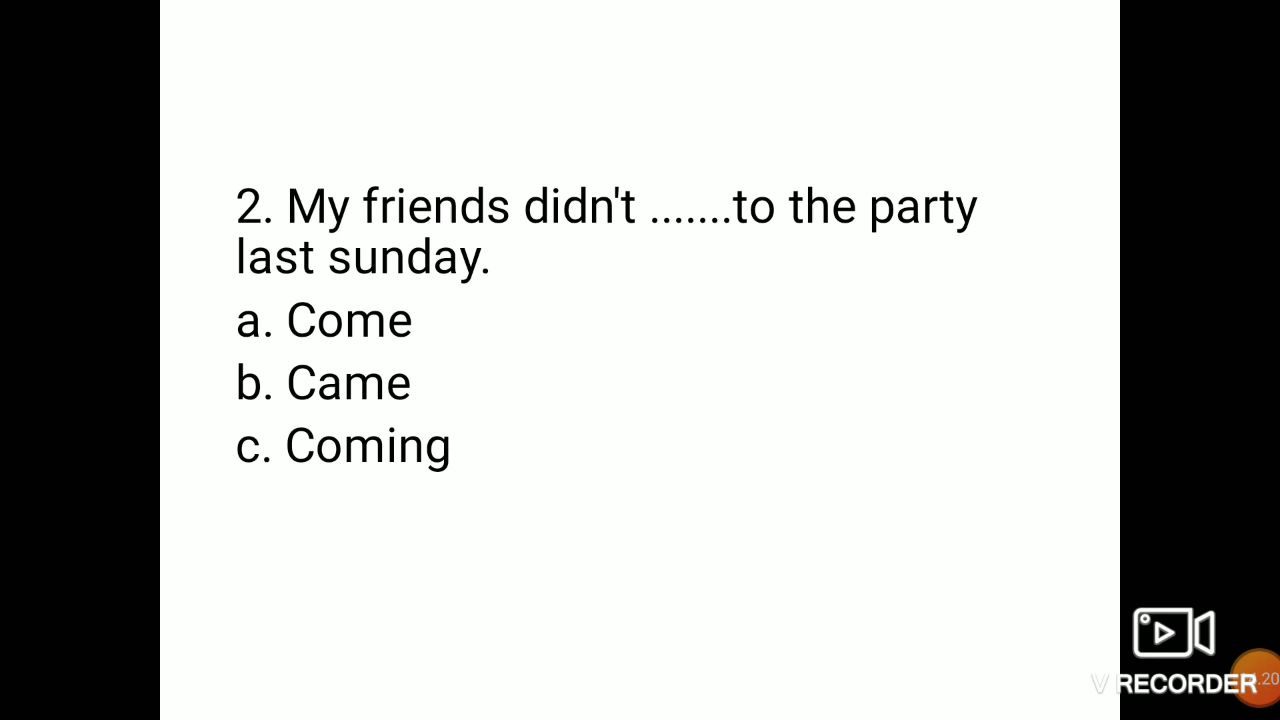 2. My friends didn't .......to the party
last sunday.
a. Come
b. Came
c. Coming
V RECORDER